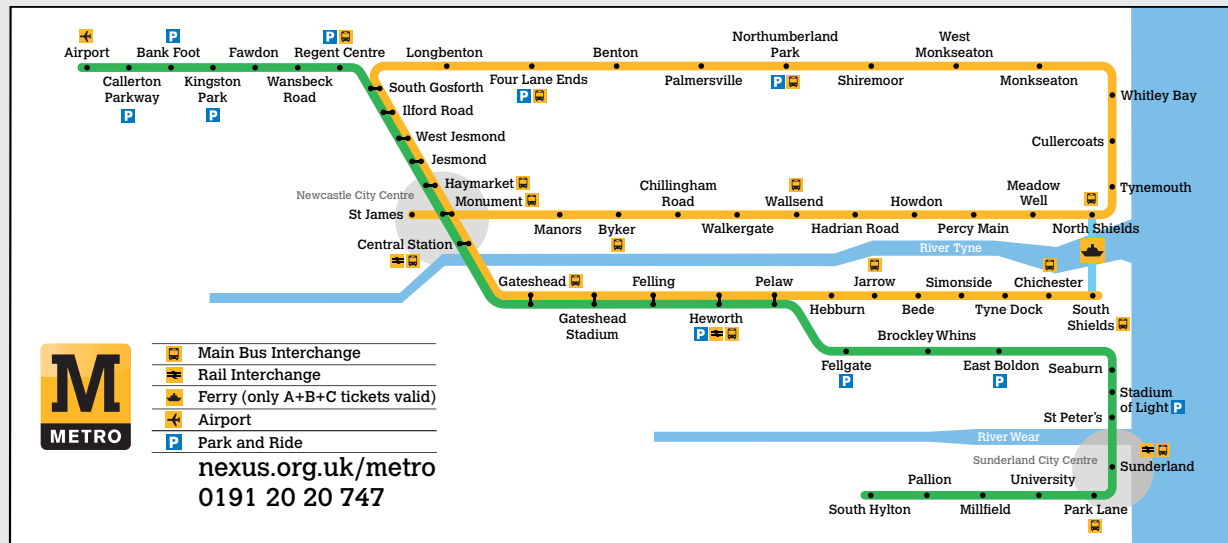 Airport
Callerton
Parkway
P
Bank Foot
P
Kingston
Park
P
Fawdon
Wansbeck
Road
Regent Centre
P
Longbenton
Four Lane Ends
P
Benton
Palmersville
Northumberland
Park
P
Shiremoor
West
Monkseaton
Monkseaton
Whitley Bay
Cullercoats
Tynemouth
South Gosforth
Ilford Road
West Jesmond
Jesmond
Haymarket
Newcastle City Centre
Monument
St James
Central Station
Manors
Byker
Chillingham
Road
Walkergate
Wallsend
Hadrian Road
Howdon
Percy Main
Meadow
Well
North Shields
River Tyne
Gateshead
Gateshead
Stadium
Felling
Heworth
P
Pelaw
Hebburn
Jarrow
Bede
Simonside
Tyne Dock
Chichester
South
Shields
Fellgate
P
Brockley Whins
East Boldon
P
Seaburn
Stadium
of Light P
St Peter's
River Wear
Sunderland City Centre
Sunderland
Park Lane
University
Millfield
Pallion
South Hylton
M
METRO
Main Bus Interchange
Rail Interchange
Ferry (only A+B+C tickets valid)
Airport
P Park and Ride
nexus.org.uk/metro
0191 20 20 747